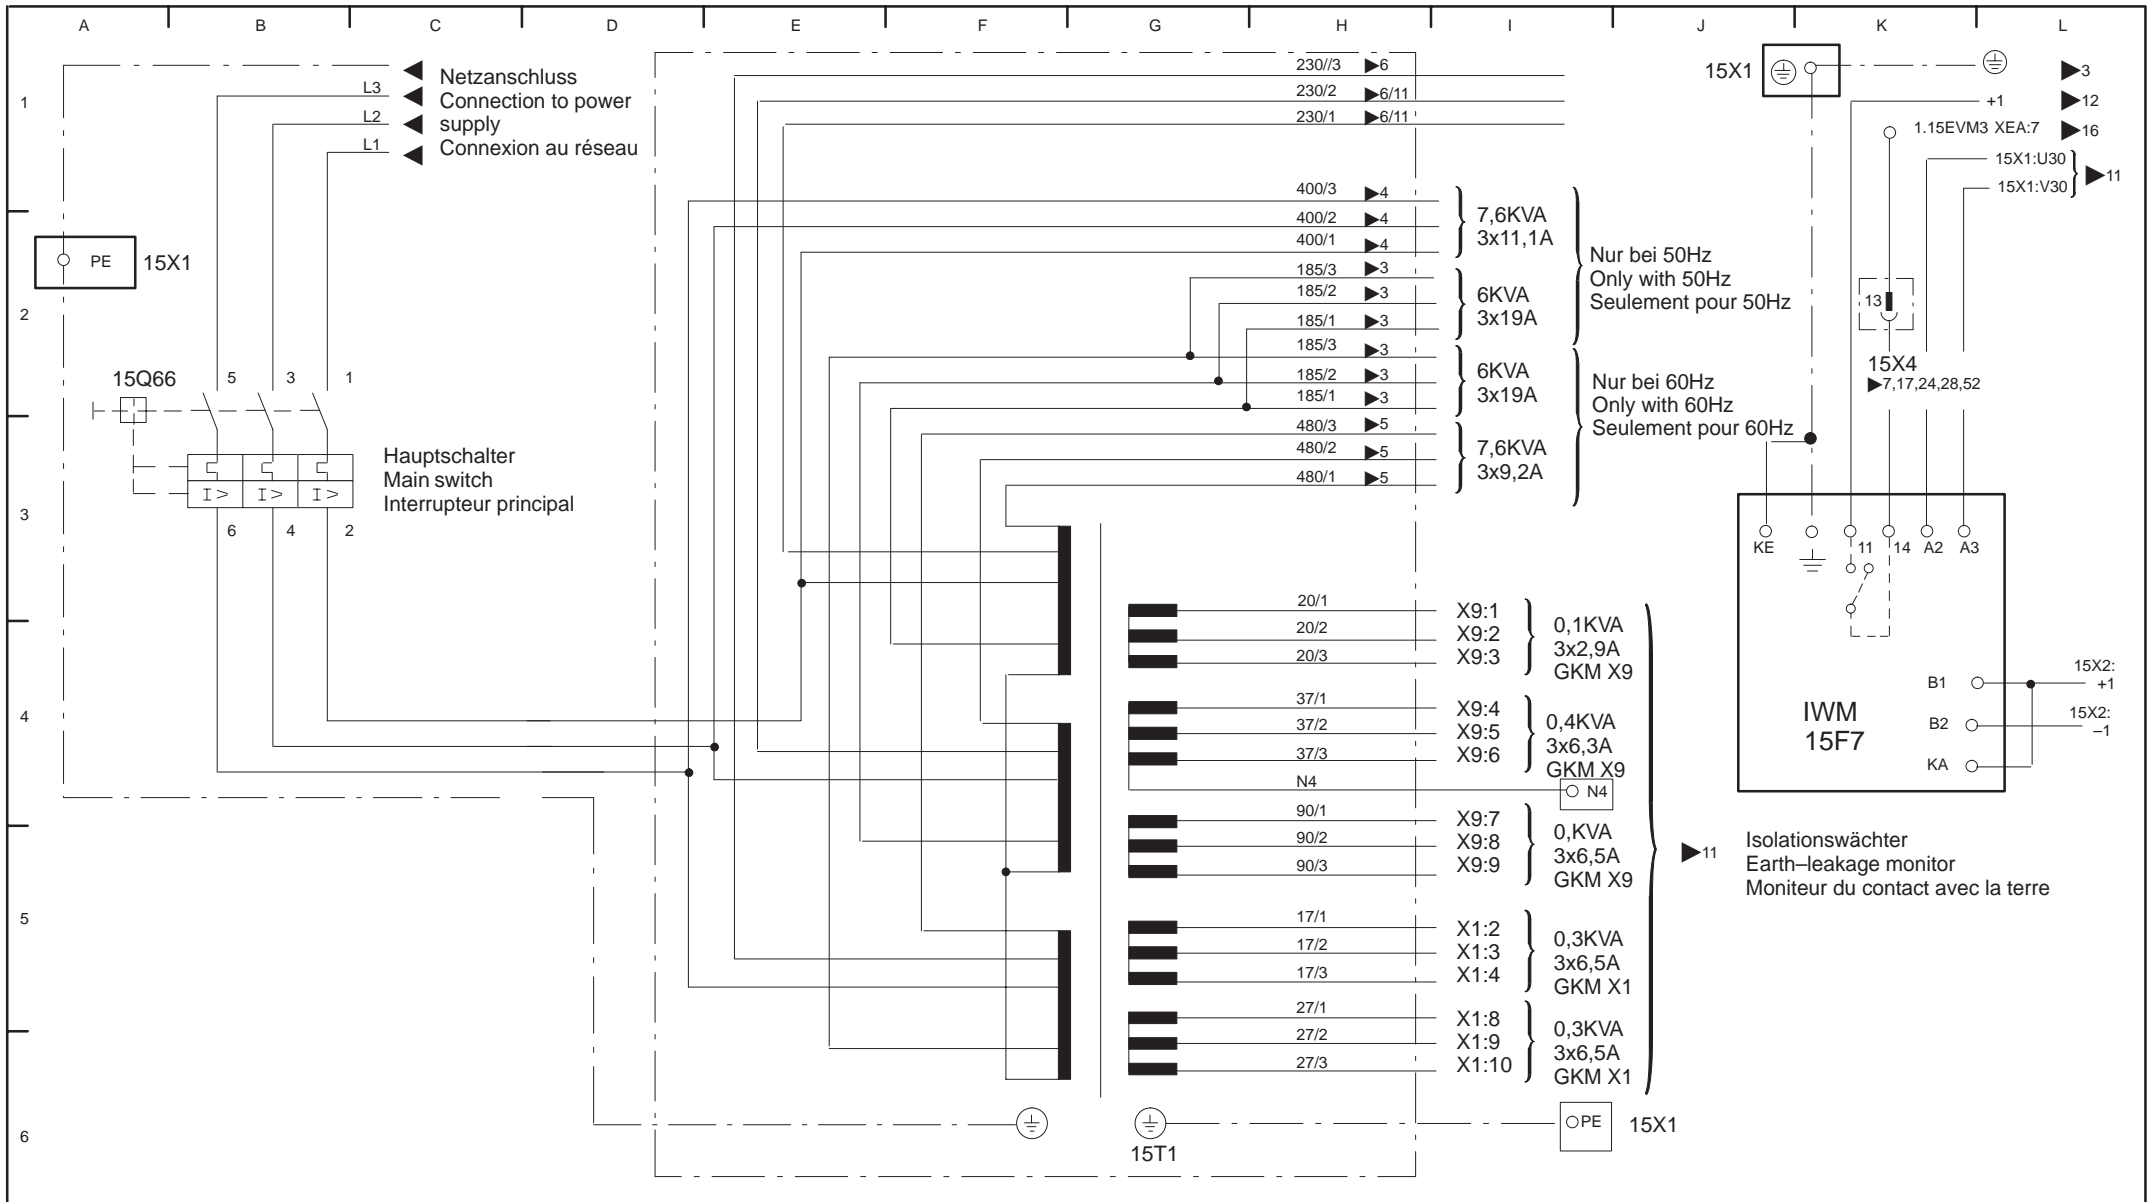 A B C D E F G H I J K L
1
2
3
4
5
6
L3
L2
L1
Netzanschluss
Connection to power
supply
Connexion au réseau
PE
15X1
15Q66
5 3 1
Hauptschalter
Main switch
Interrupteur principal
I > I > I >
6 4 2
230//3 6
230/2 6/11
230/1 6/11
400/3 4
400/2 4
400/1 4
7,6KVA
3x11,1A
185/3 3
185/2 3
185/1 3
6KVA
3x19A
Nur bei 50Hz
Only with 50Hz
Seulement pour 50Hz
185/3 3
185/2 3
185/1 3
6KVA
3x19A
480/3 5
480/2 5
480/1 5
7,6KVA
3x9,2A
Nur bei 60Hz
Only with 60Hz
Seulement pour 60Hz
20/1 X9:1
20/2 X9:2
20/3 X9:3
0,1KVA
3x2,9A
GKM X9
37/1 X9:4
37/2 X9:5
37/3 X9:6
0,4KVA
3x6,3A
GKM X9
N4 N4
90/1 X9:7
90/2 X9:8
90/3 X9:9
0,KVA
3x6,5A
GKM X9
17/1 X1:2
17/2 X1:3
17/3 X1:4
0,3KVA
3x6,5A
GKM X1
27/1 X1:8
27/2 X1:9
27/3 X1:10
0,3KVA
3x6,5A
GKM X1
11
15T1
PE 15X1
15X1
3
+1 12
1.15EVM3 XEA:7 16
15X1:U30
15X1:V30
11
13
15X4
7,17,24,28,52
KE 11 14 A2 A3
IWM
15F7
B1
B2
KA
15X2:
+1
15X2:
–1
Isolationswächter
Earth–leakage monitor
Moniteur du contact avec la terre